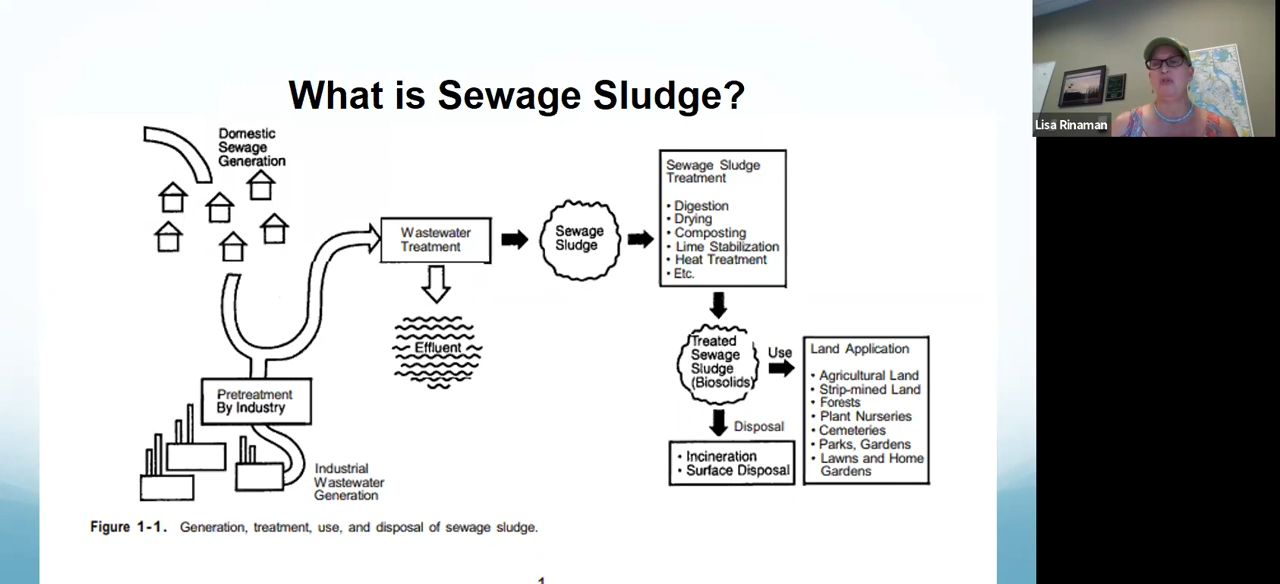 What is Sewage Sludge?
Lisa Rinaman
Domestic
Sewage
Generation
Wastewater
Treatment
Sewage
Sludge
Sewage Sludge
Treatment
• Digestion
• Drying
• Composting
• Lime Stabilization
• Heat Treatment
• Etc.
Effluent
Treated
Sewage
Sludge
(Biosolids)
Use
Land Application
• Agricultural Land
• Strip-mined Land
• Forests
• Plant Nurseries
• Cemeteries
• Parks, Gardens
• Lawns and Home
Gardens
Disposal
• Incineration
• Surface Disposal
Pretreatment
By Industry
Industrial
Wastewater
Generation
Figure 1-1. Generation, treatment, use, and disposal of sewage sludge.
1